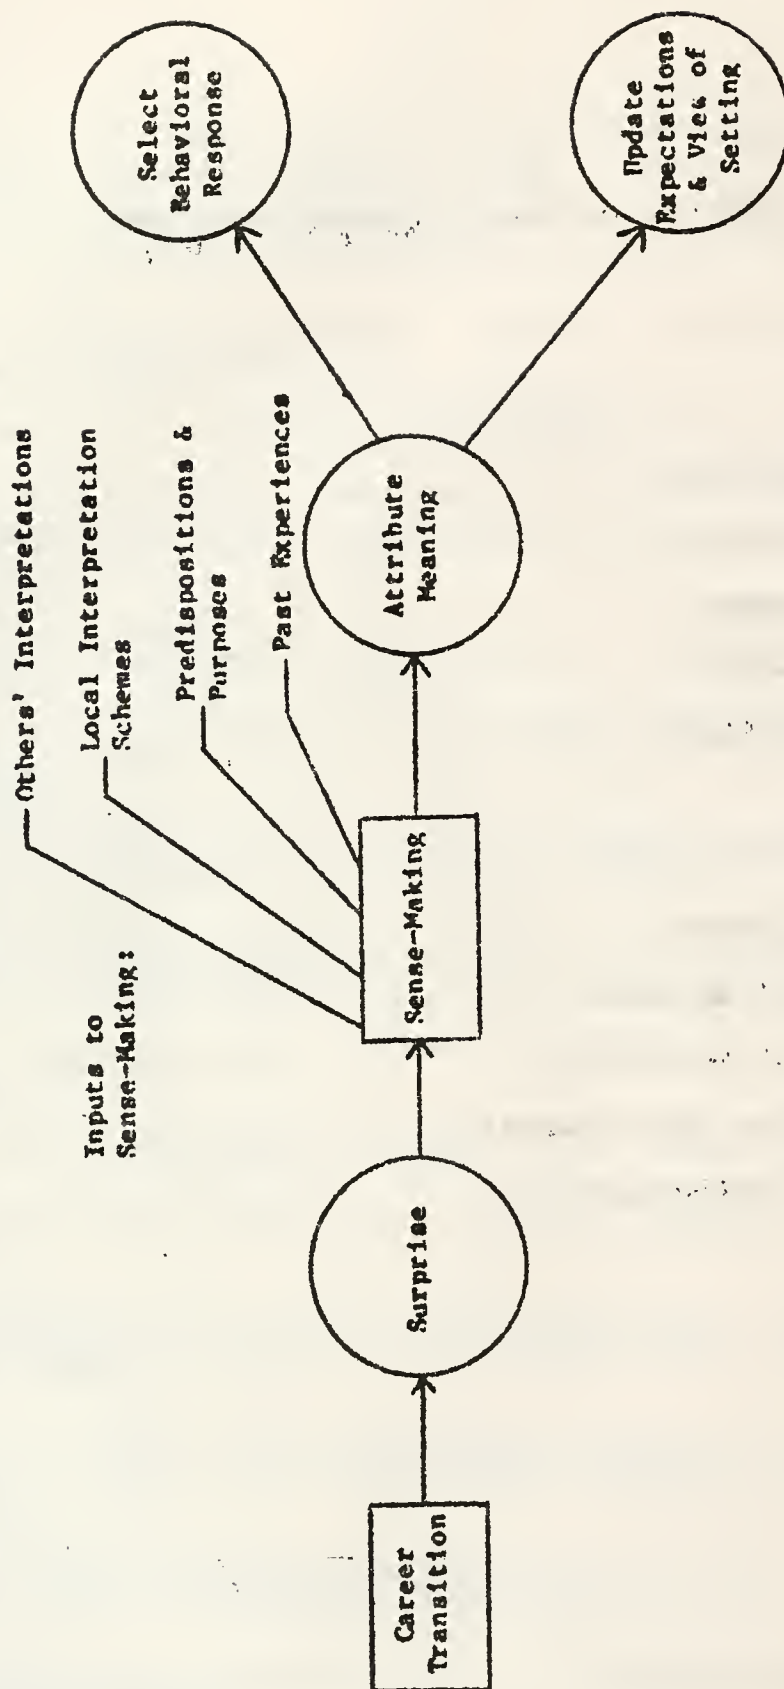 Others' Interpretations
Local Interpretation
Schemes
Inputs to
Sense-Making:
Predispositions &
Purposes
Past Experiences
Career
Transition
Surprise
Sense-Making
Attribute
Meaning
Select
Behavioral
Response
Update
Expectations
& View of
Setting